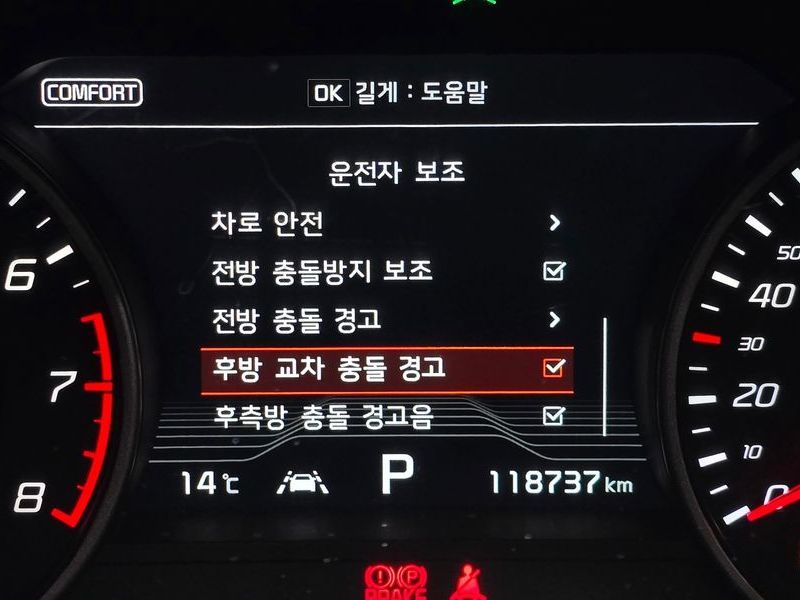 COMFORT
OK 길게 : 도움말
운전자 보조
차로 안전
전방 충돌방지 보조
전방 충돌 경고
후방 교차 충돌 경고
후측방 충돌 경고음
14℃ P 118737 km
6
7
8
50
40
30
20
10
0
BRAKE